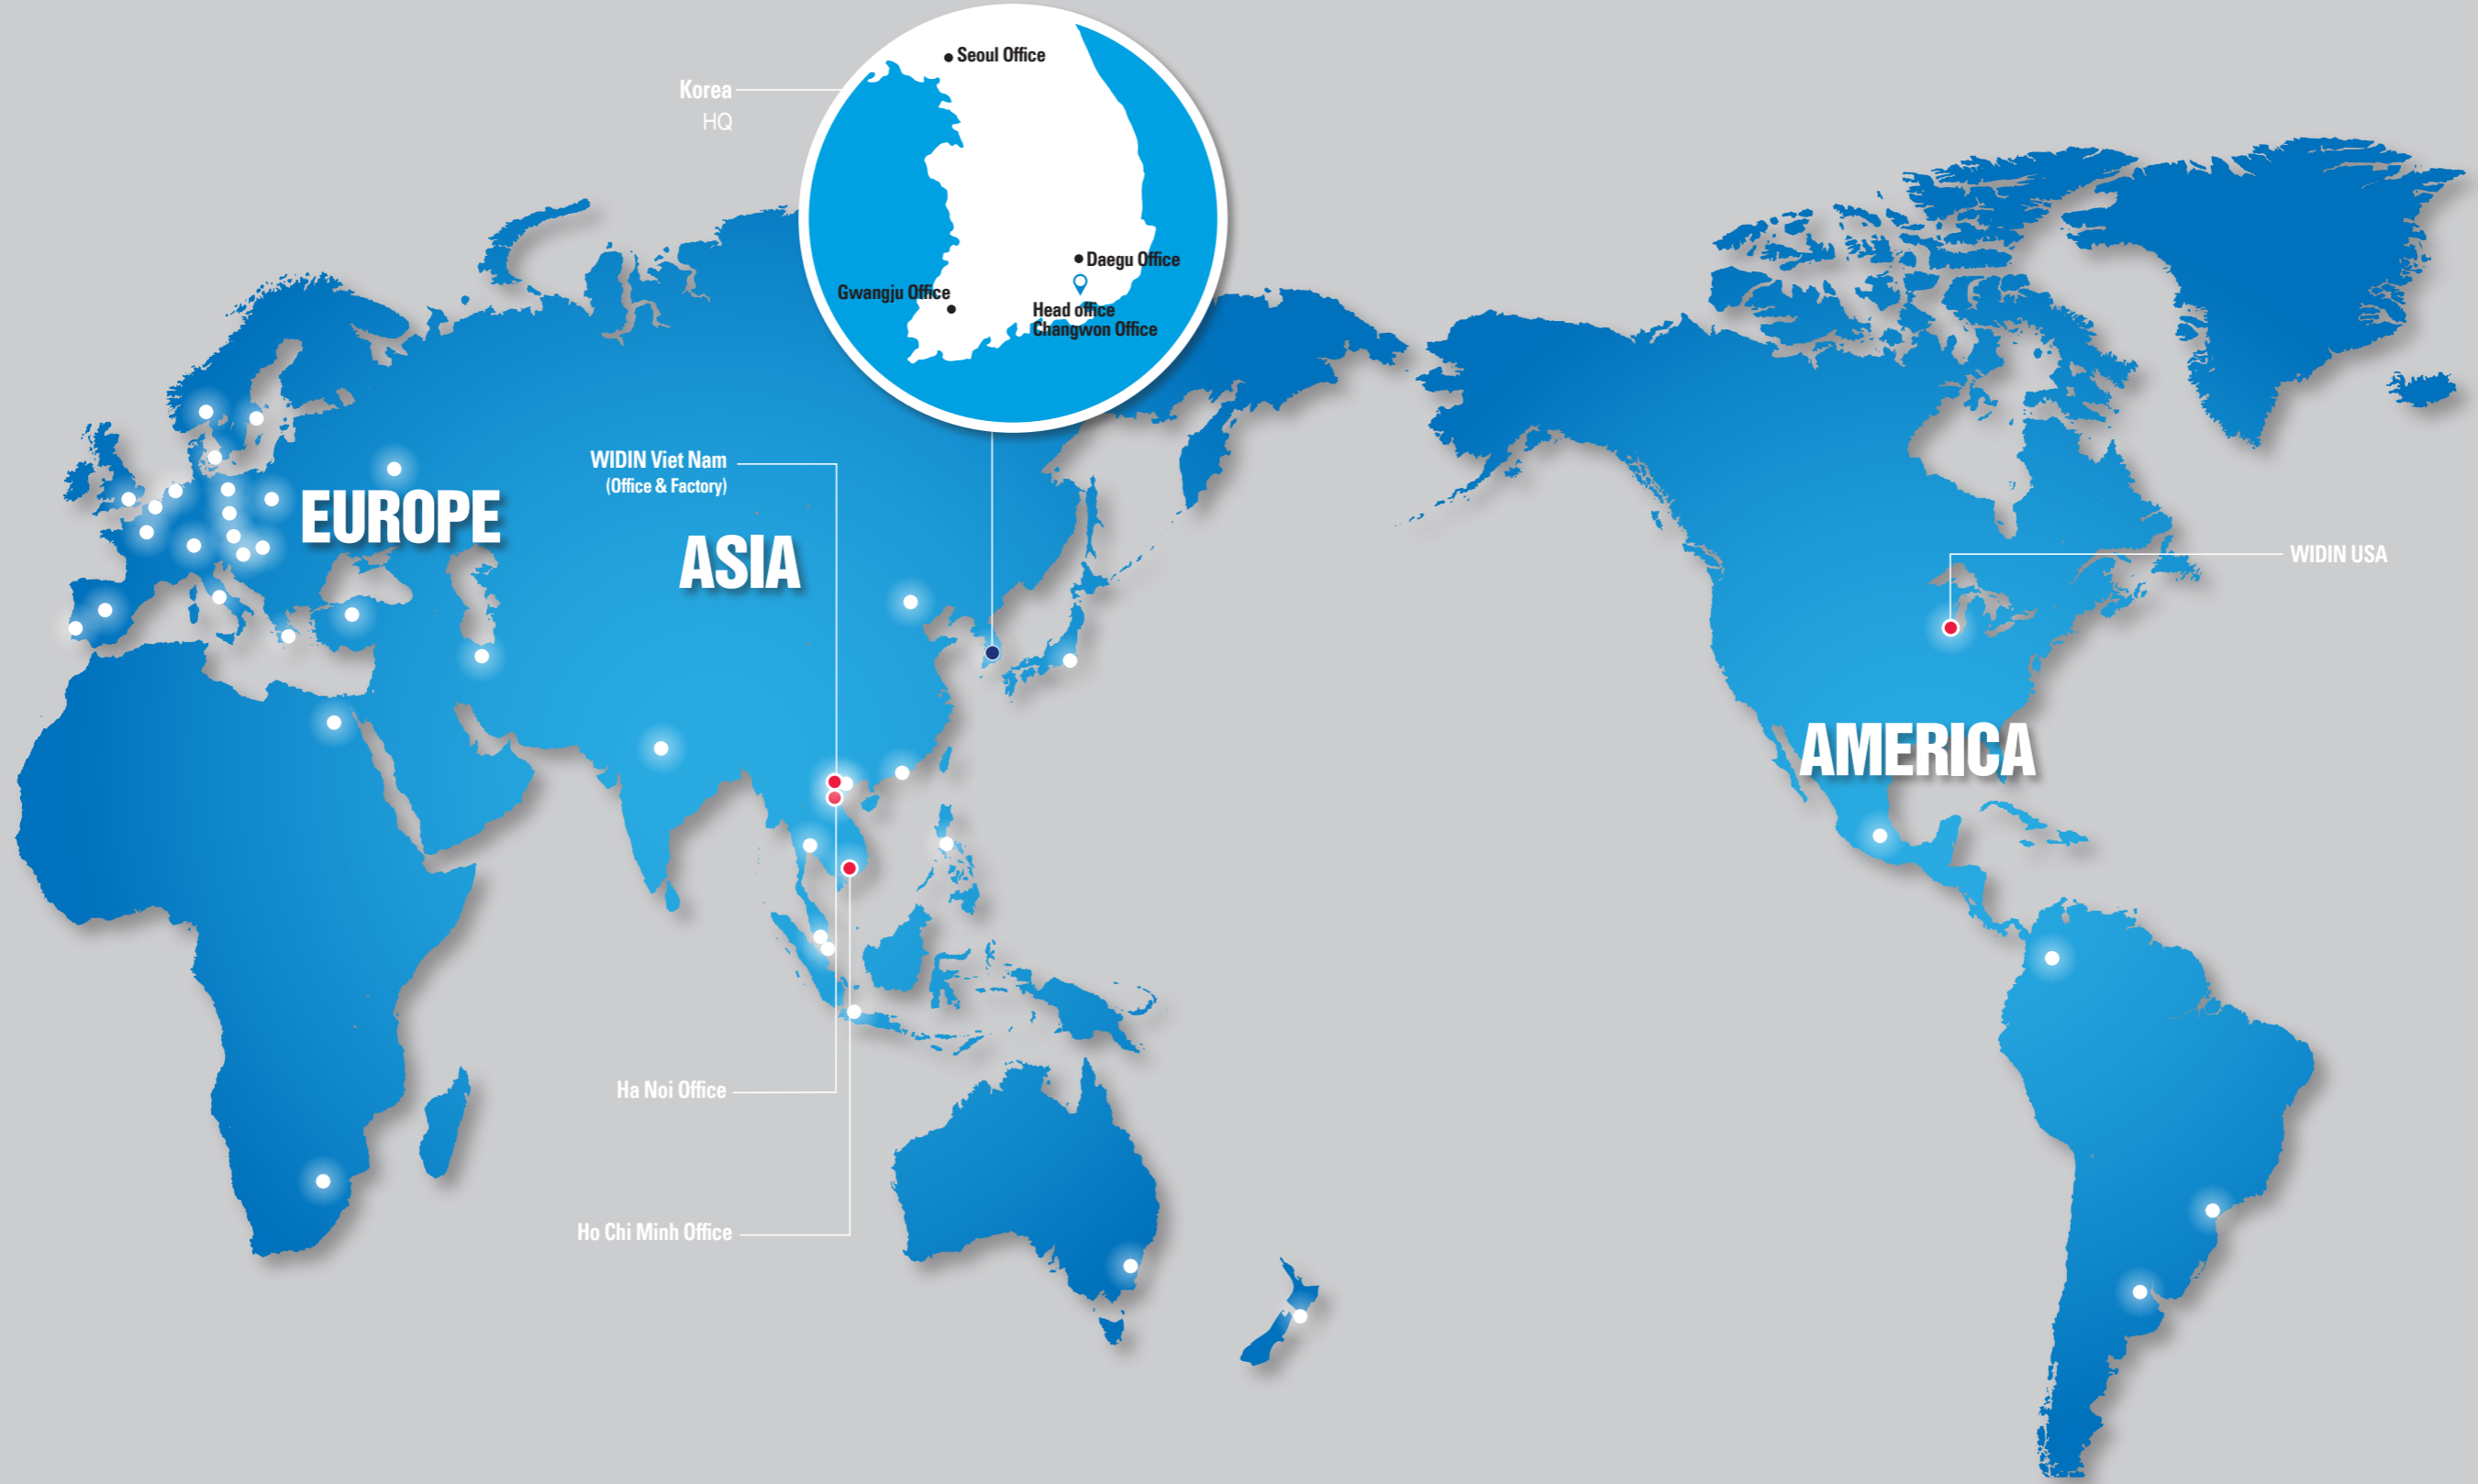 Seoul Office
Korea
HQ
Daegu Office
Gwangju Office
Head office
Changwon Office
WIDIN Viet Nam
(Office & Factory)
EUROPE
ASIA
WIDIN USA
AMERICA
Ha Noi Office
Ho Chi Minh Office